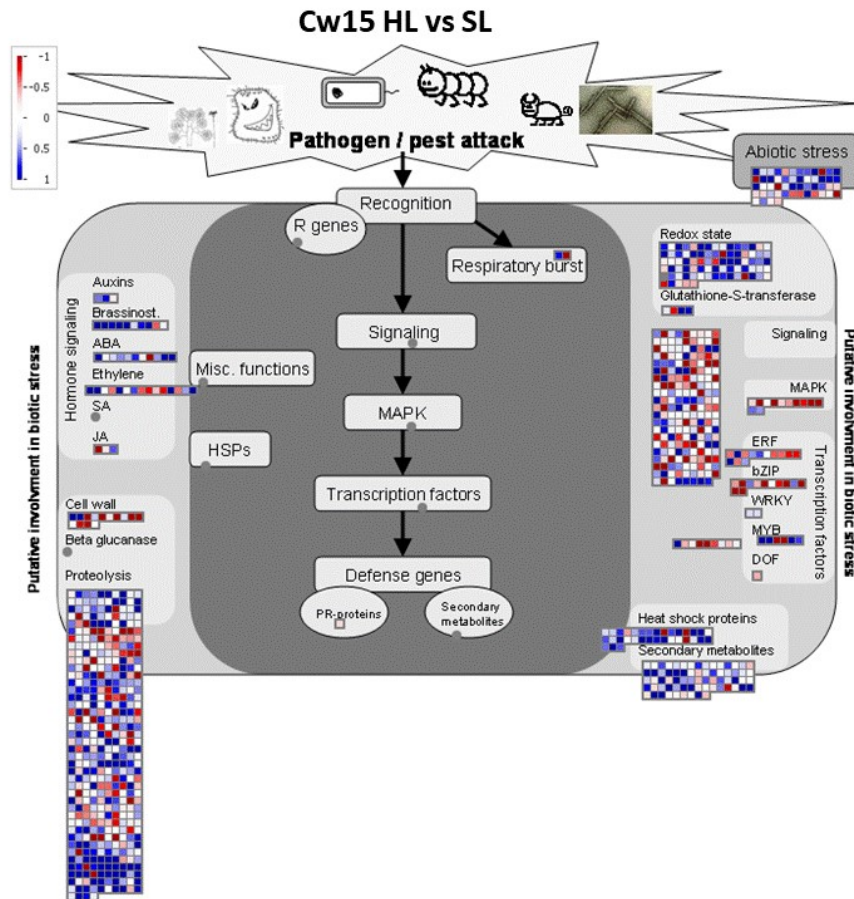 Cw15 HL vs SL
-1
-0.5
0
0.5
1
Pathogen / pest attack
Abiotic stress
Recognition
R genes
Respiratory burst
Redox state
Glutathione-S-transferase
Auxins
Brassinost.
ABA
Ethylene
SA
JA
Hormone signaling
Misc. functions
HSPs
Signaling
MAPK
Transcription factors
Defense genes
PR-proteins
Secondary
metabolites
Signaling
MAPK
ERF
bZIP
WRKY
MYB
DOF
Transcription factors
Cell wall
Beta glucanase
Proteolysis
Heat shock proteins
Secondary metabolites
Putative involvment in biotic stress
Putative involvment in biotic stress